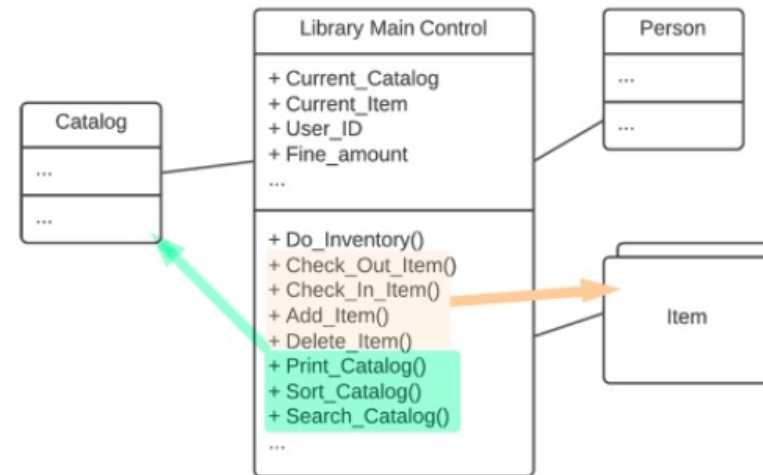 Library Main Control
+ Current_Catalog
+ Current_Item
+ User_ID
+ Fine_amount
...
+ Do_Inventory()
+ Check_Out_Item()
+ Check_In_Item()
+ Add_Item()
+ Delete_Item()
+ Print_Catalog()
+ Sort_Catalog()
+ Search_Catalog()
...
Catalog
...
...
Person
...
...
Item